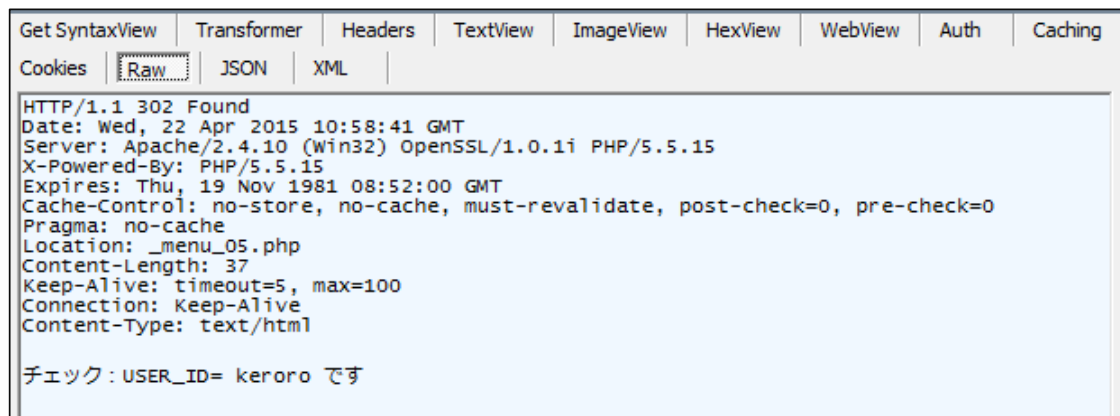 Get SyntaxView Transformer Headers TextView ImageView HexView WebView Auth Caching
Cookies Raw JSON XML
HTTP/1.1 302 Found
Date: Wed, 22 Apr 2015 10:58:41 GMT
Server: Apache/2.4.10 (Win32) OpenSSL/1.0.1i PHP/5.5.15
X-Powered-By: PHP/5.5.15
Expires: Thu, 19 Nov 1981 08:52:00 GMT
Cache-Control: no-store, no-cache, must-revalidate, post-check=0, pre-check=0
Pragma: no-cache
Location: _menu_05.php
Content-Length: 37
Keep-Alive: timeout=5, max=100
Connection: Keep-Alive
Content-Type: text/html
チェック：USER_ID= keroro です